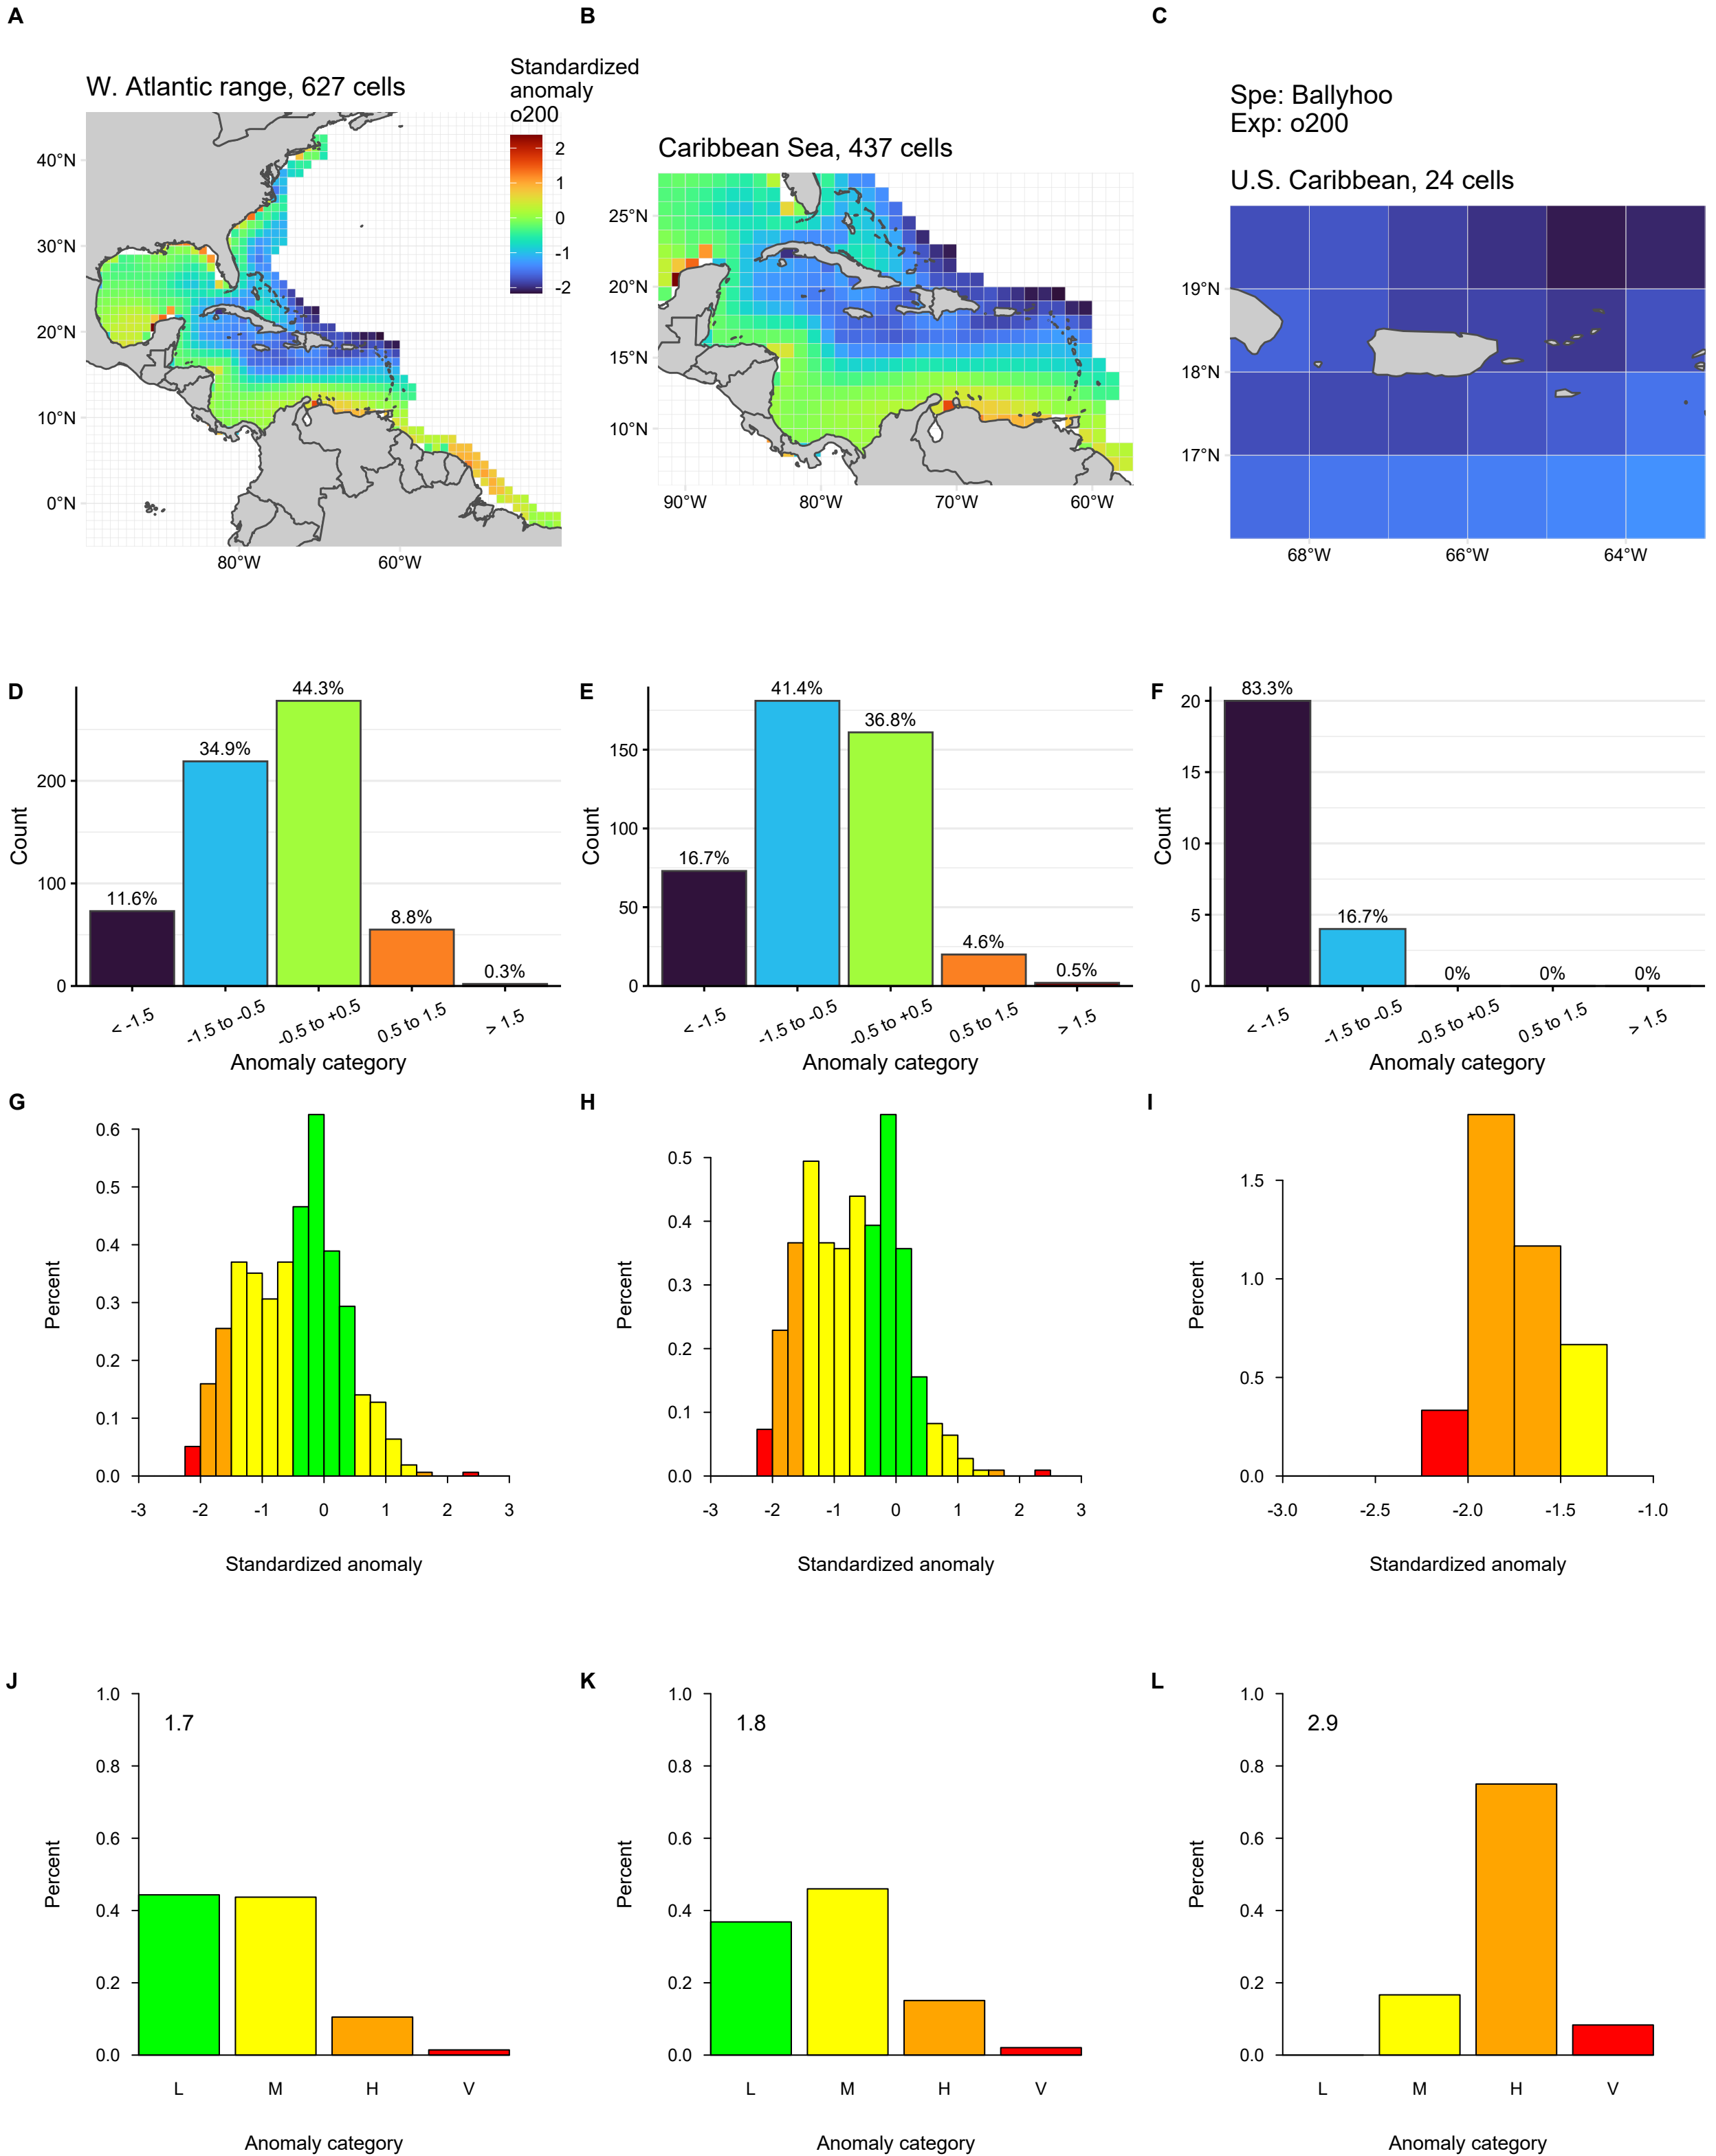 A
B
C
W. Atlantic range, 627 cells
Standardized
anomaly
o200
2
1
0
-1
-2
40°N
30°N
20°N
10°N
0°N
80°W
60°W
Caribbean Sea, 437 cells
25°N
20°N
15°N
10°N
90°W
80°W
70°W
60°W
Spe: Ballyhoo
Exp: o200
U.S. Caribbean, 24 cells
19°N
18°N
17°N
68°W
66°W
64°W
D
Count
200
100
0
11.6%
34.9%
44.3%
8.8%
0.3%
< -1.5
-1.5 to -0.5
-0.5 to +0.5
0.5 to 1.5
> 1.5
Anomaly category
E
Count
150
100
50
0
16.7%
41.4%
36.8%
4.6%
0.5%
< -1.5
-1.5 to -0.5
-0.5 to +0.5
0.5 to 1.5
> 1.5
Anomaly category
F
Count
20
15
10
5
0
83.3%
16.7%
0%
0%
0%
< -1.5
-1.5 to -0.5
-0.5 to +0.5
0.5 to 1.5
> 1.5
Anomaly category
G
Percent
0.6
0.5
0.4
0.3
0.2
0.1
0.0
-3
-2
-1
0
1
2
3
Standardized anomaly
H
Percent
0.5
0.4
0.3
0.2
0.1
0.0
-3
-2
-1
0
1
2
3
Standardized anomaly
I
Percent
1.5
1.0
0.5
0.0
-3.0
-2.5
-2.0
-1.5
-1.0
Standardized anomaly
J
Percent
1.0
0.8
0.6
0.4
0.2
0.0
1.7
L
M
H
V
Anomaly category
K
Percent
1.0
0.8
0.6
0.4
0.2
0.0
1.8
L
M
H
V
Anomaly category
L
Percent
1.0
0.8
0.6
0.4
0.2
0.0
2.9
L
M
H
V
Anomaly category